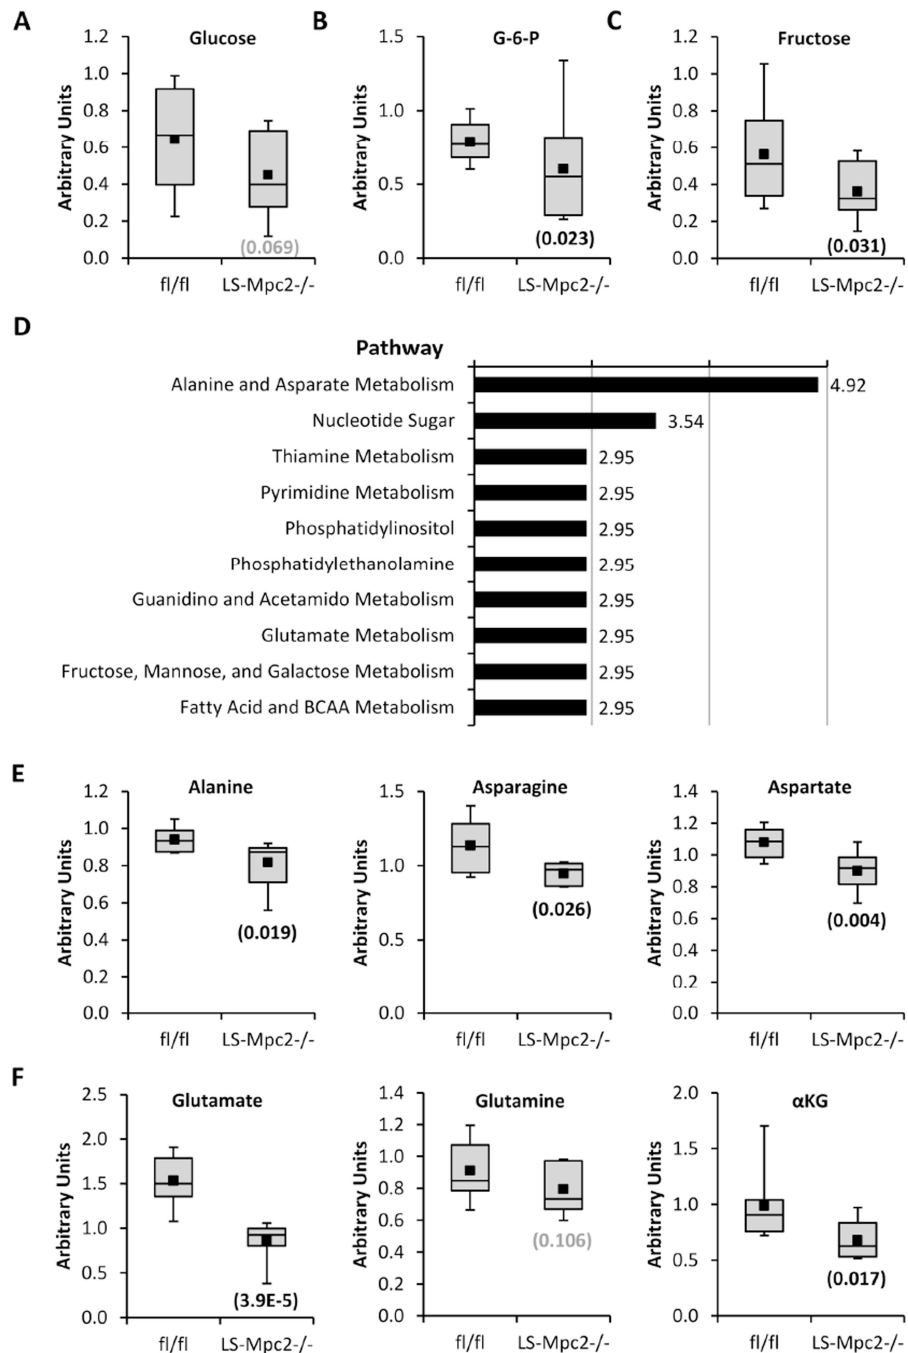 A
Glucose
Arbitrary Units
1.2
1.0
0.8
0.6
0.4
0.2
0.0
(0.069)
fl/fl
LS-Mpc2-/-
B
G-6-P
Arbitrary Units
1.5
1.0
0.5
0.0
(0.023)
fl/fl
LS-Mpc2-/-
C
Fructose
Arbitrary Units
1.2
1.0
0.8
0.6
0.4
0.2
0.0
(0.031)
fl/fl
LS-Mpc2-/-
D
Pathway
Alanine and Asparate Metabolism 4.92
Nucleotide Sugar 3.54
Thiamine Metabolism 2.95
Pyrimidine Metabolism 2.95
Phosphatidylinositol 2.95
Phosphatidylethanolamine 2.95
Guanidino and Acetamido Metabolism 2.95
Glutamate Metabolism 2.95
Fructose, Mannose, and Galactose Metabolism 2.95
Fatty Acid and BCAA Metabolism 2.95
E
Alanine
Arbitrary Units
1.2
1.0
0.8
0.6
0.4
0.2
0.0
(0.019)
fl/fl
LS-Mpc2-/-
Asparagine
Arbitrary Units
1.5
1.0
0.5
0.0
(0.026)
fl/fl
LS-Mpc2-/-
Aspartate
Arbitrary Units
1.4
1.2
1.0
0.8
0.6
0.4
0.2
0.0
(0.004)
fl/fl
LS-Mpc2-/-
F
Glutamate
Arbitrary Units
2.5
2.0
1.5
1.0
0.5
0.0
(3.9E-5)
fl/fl
LS-Mpc2-/-
Glutamine
Arbitrary Units
1.4
1.2
1.0
0.8
0.6
0.4
0.2
0.0
(0.106)
fl/fl
LS-Mpc2-/-
αKG
Arbitrary Units
2.0
1.5
1.0
0.5
0.0
(0.017)
fl/fl
LS-Mpc2-/-